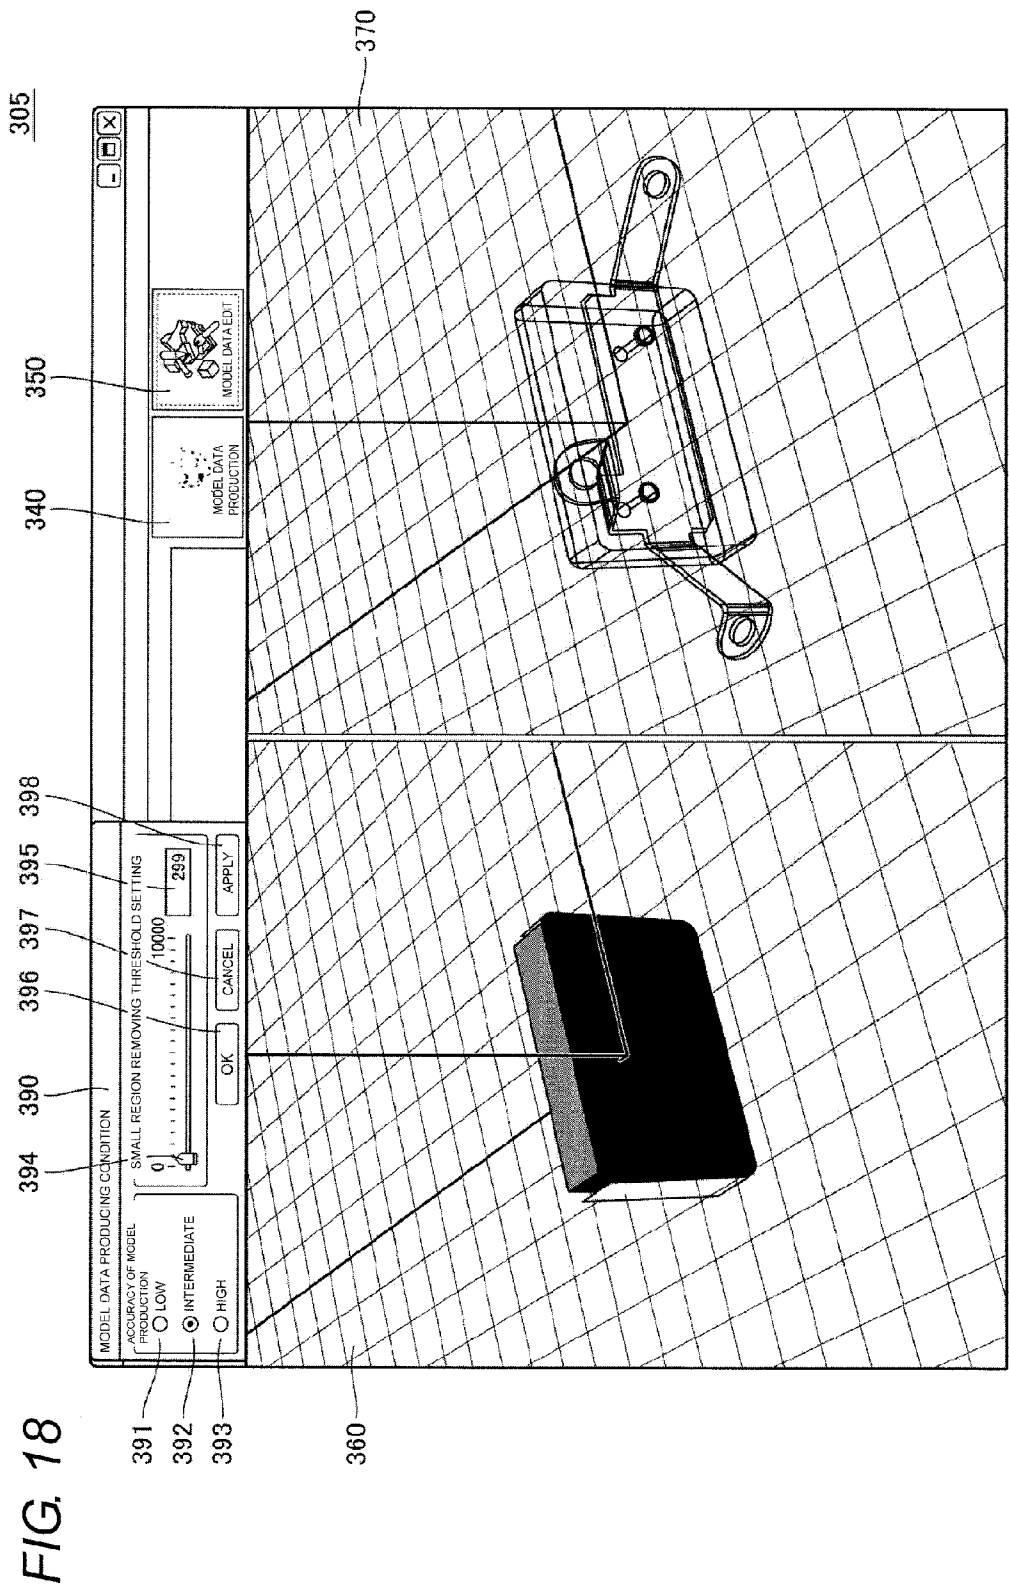 FIG. 18
305
394 390 396 397 395 398 340 350
MODEL DATA PRODUCING CONDITION
ACCURACY OF MODEL
PRODUCTION
LOW
INTERMEDIATE
HIGH
SMALL REGION REMOVING THRESHOLD SETTING
0 10000
299
OK CANCEL APPLY
MODEL DATA
PRODUCTION
MODEL DATA EDIT
391
392
393
360
370